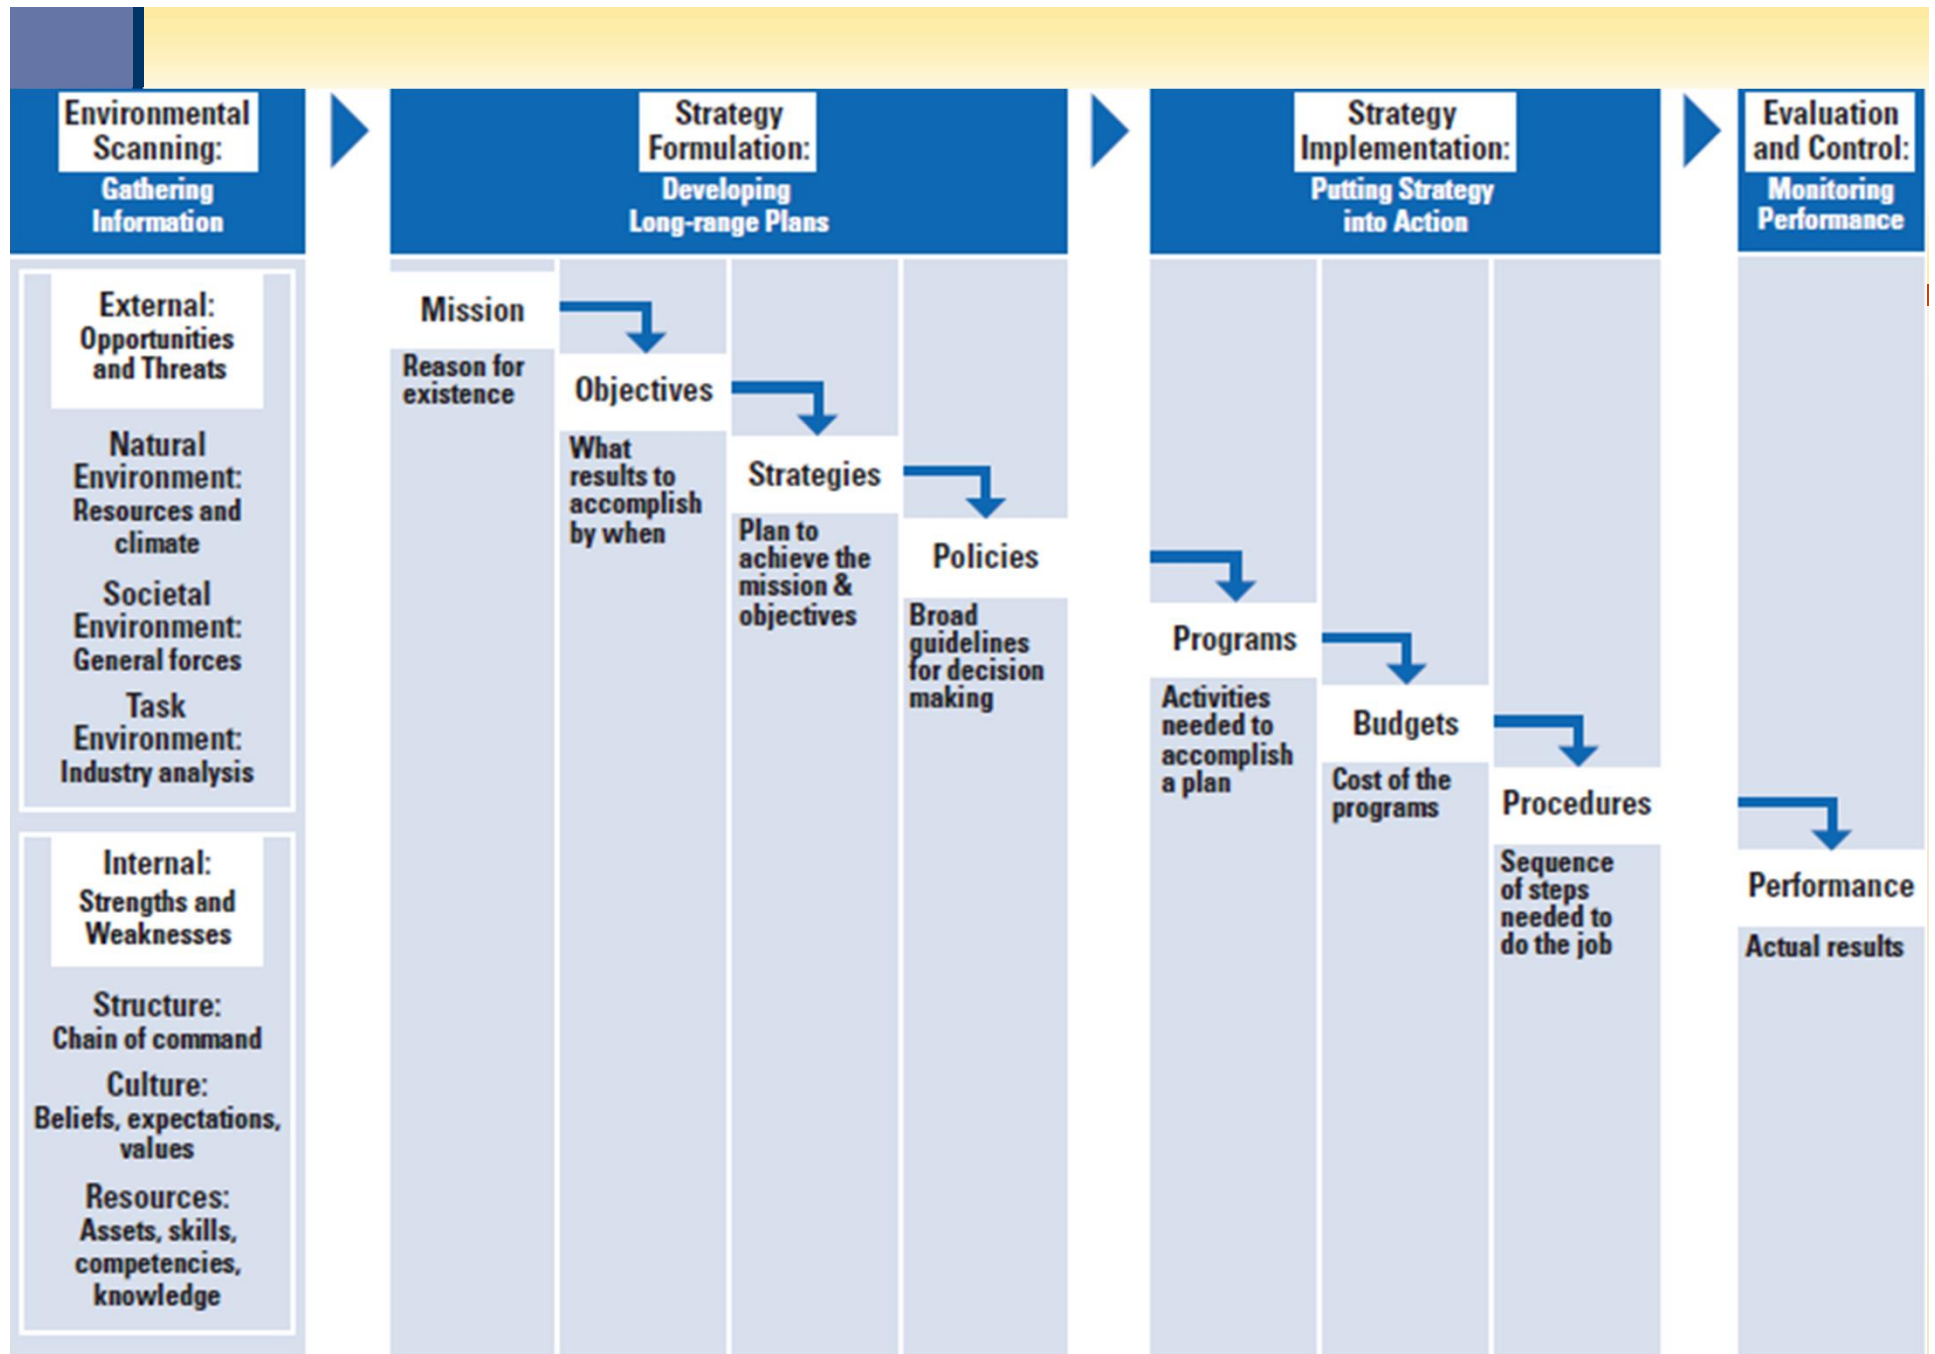 Environmental
Scanning:
Gathering
Information
Strategy
Formulation:
Developing
Long-range Plans
Strategy
Implementation:
Putting Strategy
into Action
Evaluation
and Control:
Monitoring
Performance
External:
Opportunities
and Threats
Natural
Environment:
Resources and
climate
Societal
Environment:
General forces
Task
Environment:
Industry analysis
Internal:
Strengths and
Weaknesses
Structure:
Chain of command
Culture:
Beliefs, expectations,
values
Resources:
Assets, skills,
competencies,
knowledge
Mission
Reason for
existence
Objectives
What
results to
accomplish
by when
Strategies
Plan to
achieve the
mission &
objectives
Policies
Broad
guidelines
for decision
making
Programs
Activities
needed to
accomplish
a plan
Budgets
Cost of the
programs
Procedures
Sequence
of steps
needed to
do the job
Performance
Actual results